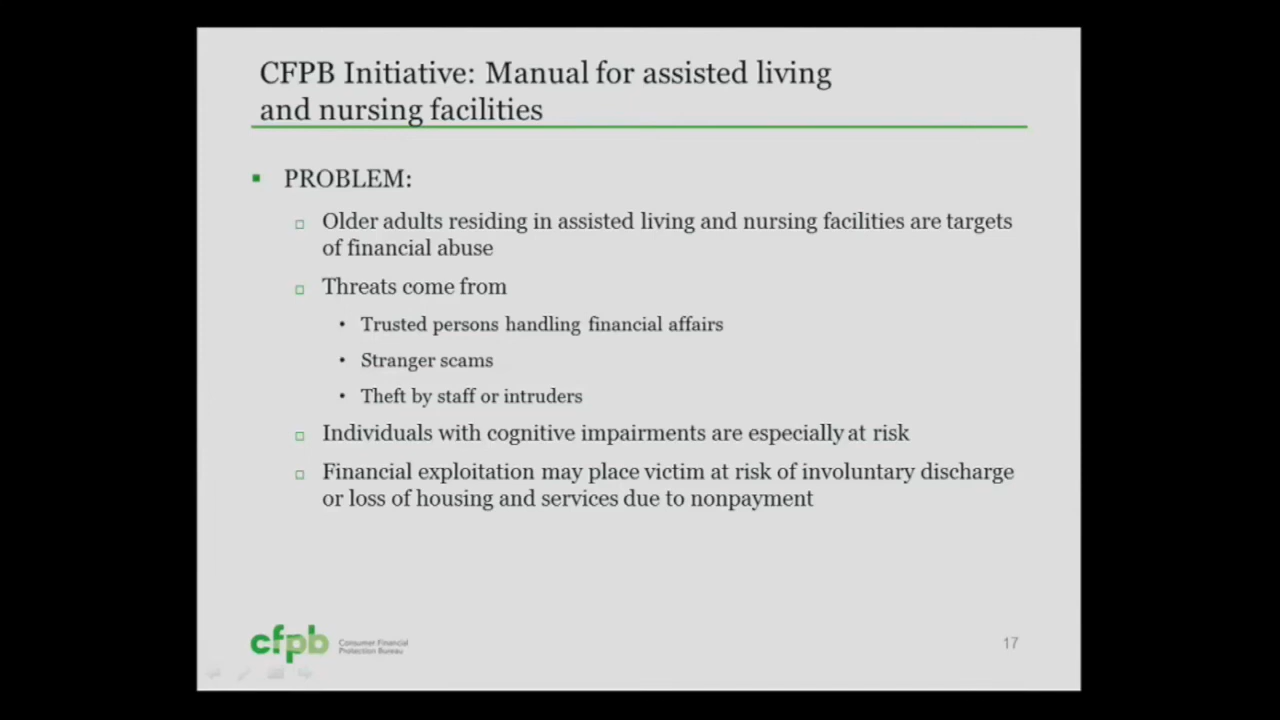 CFPB Initiative: Manual for assisted living
and nursing facilities
PROBLEM:
Older adults residing in assisted living and nursing facilities are targets
of financial abuse
Threats come from
• Trusted persons handling financial affairs
• Stranger scams
• Theft by staff or intruders
Individuals with cognitive impairments are especially at risk
Financial exploitation may place victim at risk of involuntary discharge
or loss of housing and services due to nonpayment
cfpb
Consumer Financial
Protection Bureau
17